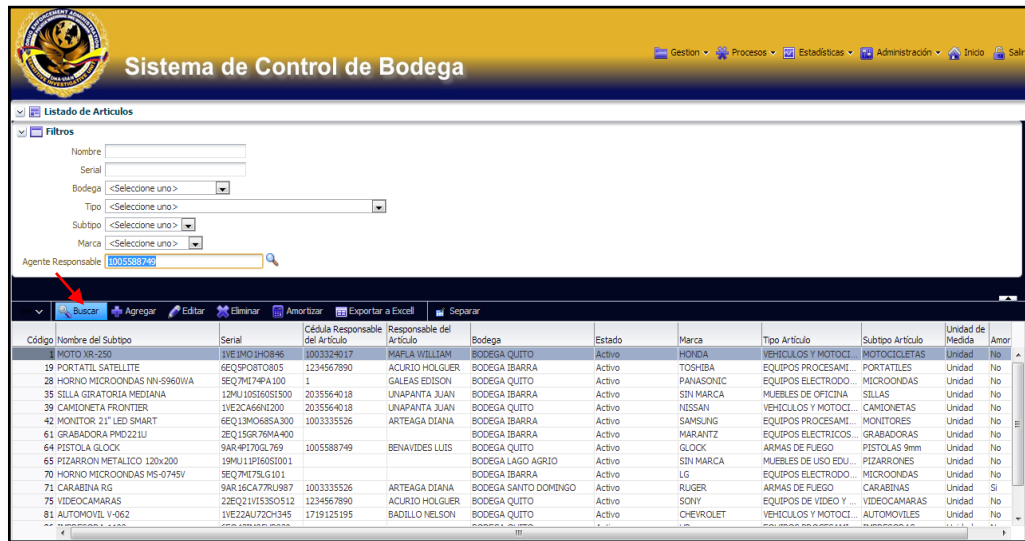 Sistema de Control de Bodega
Gestion Procesos Estadísticas Administración Inicio Salir
Listado de Articulos
Filtros
Nombre
Serial
Bodega <Seleccione uno>
Tipo <Seleccione uno>
Subtipo <Seleccione uno>
Marca <Seleccione uno>
Agente Responsable 1005588749
Buscar Agregar Editar Eliminar Amortizar Exportar a Excell Separar
Código Nombre del Subtipo Serial Cédula Responsable del Artículo Responsable del Artículo Bodega Estado Marca Tipo Artículo Subtipo Artículo Unidad de Medida Amor
1 MOTO XR-250 1VE1MO1HO846 1003324017 MAFLA WILLIAM BODEGA QUITO Activo HONDA VEHICULOS Y MOTOCI... MOTOCICLETAS Unidad No
19 PORTATIL SATELLITE 6EQ5PO8TO805 1234567890 ACURIO HOLGUER BODEGA IBARRA Activo TOSHIBA EQUIPOS PROCESAMI... PORTATILES Unidad No
28 HORNO MICROONDAS NN-S960WA 5EQ7MI74PA100 1 GALEAS EDISON BODEGA QUITO Activo PANASONIC EQUIPOS ELECTRODO... MICROONDAS Unidad No
35 SILLA GIRATORIA MEDIANA 12MU10SI60SI500 2035564018 UNAPANTA JUAN BODEGA IBARRA Activo SIN MARCA MUEBLES DE OFICINA SILLAS Unidad No
39 CAMIONETA FRONTIER 1VE2CA66NI200 2035564018 UNAPANTA JUAN BODEGA QUITO Activo NISSAN VEHICULOS Y MOTOCI... CAMIONETAS Unidad No
42 MONITOR 21" LED SMART 6EQ13MO68SA300 1003335526 ARTEAGA DIANA BODEGA IBARRA Activo SAMSUNG EQUIPOS PROCESAMI... MONITORES Unidad No
61 GRABADORA PMD221U 2EQ15GR76MA400 BODEGA IBARRA Activo MARANTZ EQUIPOS ELECTRICOS... GRABADORAS Unidad No
64 PISTOLA GLOCK 9AR4PI70GL769 1005588749 BENAVIDES LUIS BODEGA QUITO Activo GLOCK ARMAS DE FUEGO PISTOLAS 9mm Unidad No
65 PIZARRON METALICO 120x200 19MU11PI60SI001 BODEGA LAGO AGRIO Activo SIN MARCA MUEBLES DE USO EDU... PIZARRONES Unidad No
70 HORNO MICROONDAS MS-0745V 5EQ7MI75LG101 BODEGA IBARRA Activo LG EQUIPOS ELECTRODO... MICROONDAS Unidad No
71 CARABINA RG 9AR16CA77RU987 1003335526 ARTEAGA DIANA BODEGA SANTO DOMINGO Activo RUGER ARMAS DE FUEGO CARABINAS Unidad Si
75 VIDEOCAMARAS 22EQ21VI53SO512 1234567890 ACURIO HOLGUER BODEGA QUITO Activo SONY EQUIPOS DE VIDEO Y ... VIDEOCAMARAS Unidad No
81 AUTOMOVIL V-062 1VE22AU72CH345 1719125195 BADILLO NELSON BODEGA QUITO Activo CHEVROLET VEHICULOS Y MOTOCI... AUTOMOVILES Unidad No